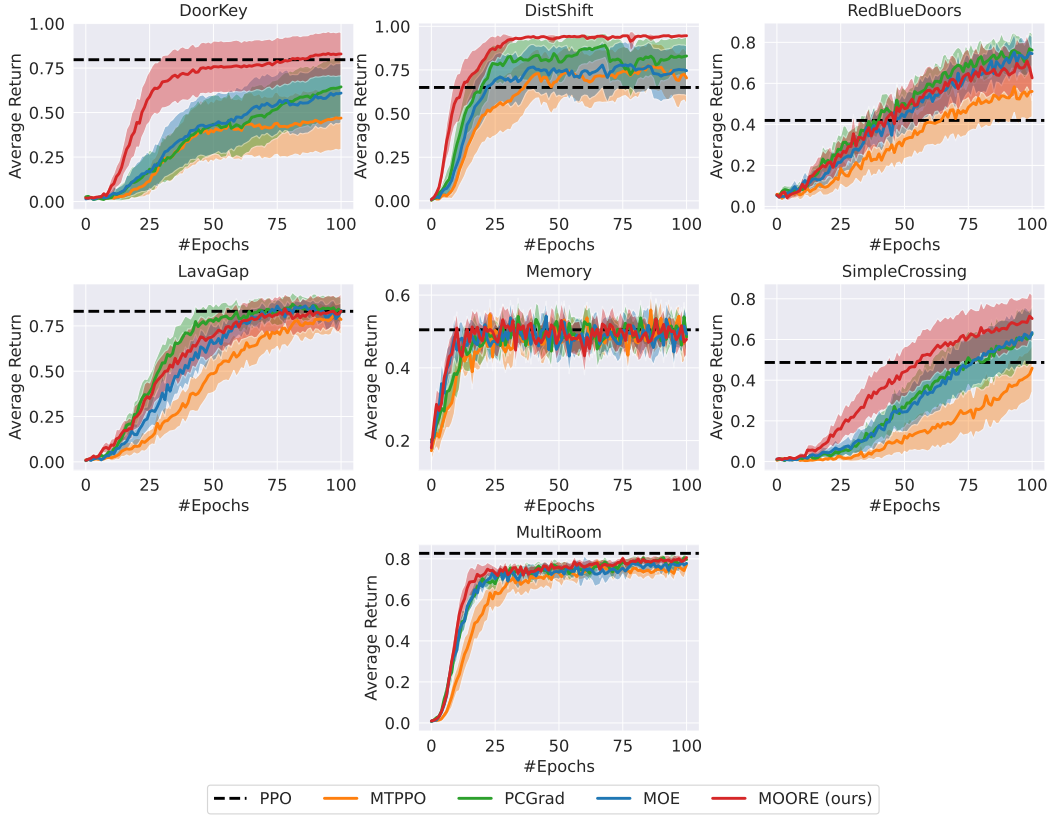 DoorKey
DistShift
RedBlueDoors
Average Return
1.00
0.75
0.50
0.25
0.00
0 25 50 75 100
#Epochs
Average Return
1.00
0.75
0.50
0.25
0.00
0 25 50 75 100
#Epochs
Average Return
0.8
0.6
0.4
0.2
0.0
0 25 50 75 100
#Epochs
LavaGap
Memory
SimpleCrossing
Average Return
0.75
0.50
0.25
0.00
0 25 50 75 100
#Epochs
Average Return
0.6
0.4
0.2
0 25 50 75 100
#Epochs
Average Return
0.8
0.6
0.4
0.2
0.0
0 25 50 75 100
#Epochs
MultiRoom
Average Return
0.8
0.6
0.4
0.2
0.0
0 25 50 75 100
#Epochs
PPO MTPPO PCGrad MOE MOORE (ours)